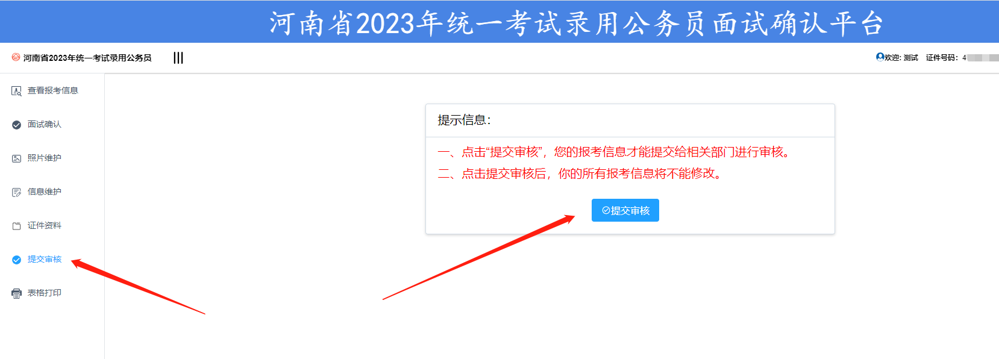 河南省2023年统一考试录用公务员面试确认平台
河南省2023年统一考试录用公务员
欢迎: 测试 证件号码: 4
查看报考信息
面试确认
照片维护
信息维护
证件资料
提交审核
表格打印
提示信息：
一、点击“提交审核”，您的报考信息才能提交给相关部门进行审核。
二、点击提交审核后，你的所有报考信息将不能修改。
提交审核